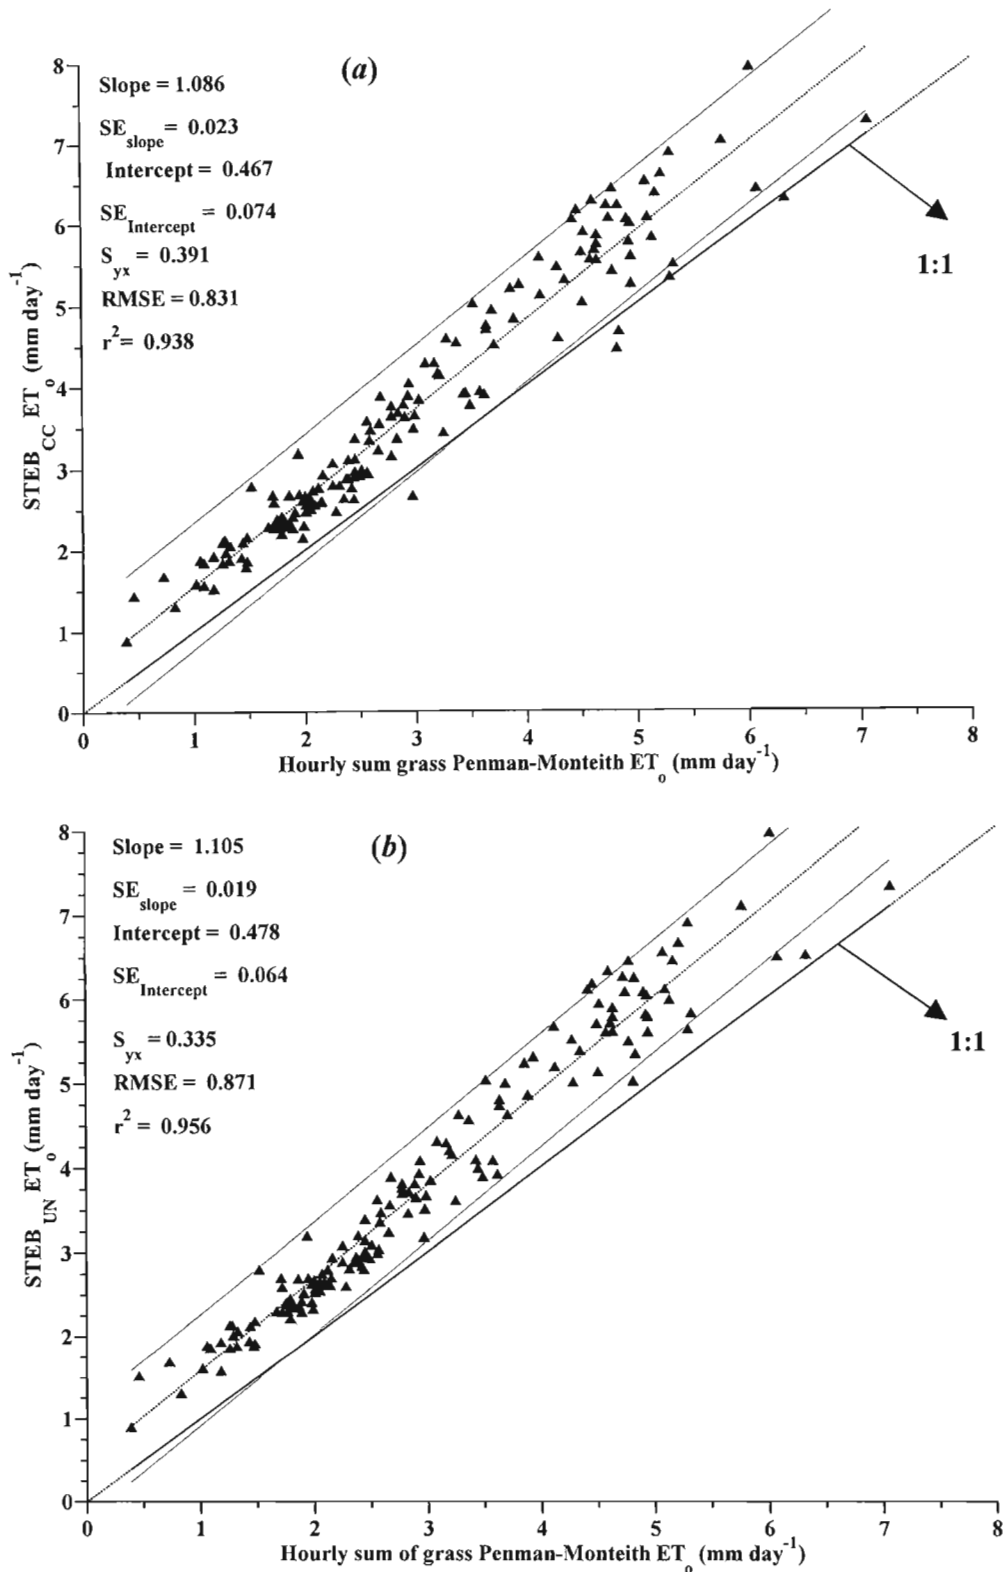 (a)
Slope = 1.086
SE_slope = 0.023
Intercept = 0.467
SE_Intercept = 0.074
S_yx = 0.391
RMSE = 0.831
r^2 = 0.938
1:1
STEB_CC ET_o (mm day^-1)
8
7
6
5
4
3
2
1
0
0 1 2 3 4 5 6 7 8
Hourly sum grass Penman-Monteith ET_o (mm day^-1)
(b)
Slope = 1.105
SE_slope = 0.019
Intercept = 0.478
SE_Intercept = 0.064
S_yx = 0.335
RMSE = 0.871
r^2 = 0.956
1:1
STEB_UN ET_o (mm day^-1)
8
7
6
5
4
3
2
1
0
0 1 2 3 4 5 6 7 8
Hourly sum of grass Penman-Monteith ET_o (mm day^-1)